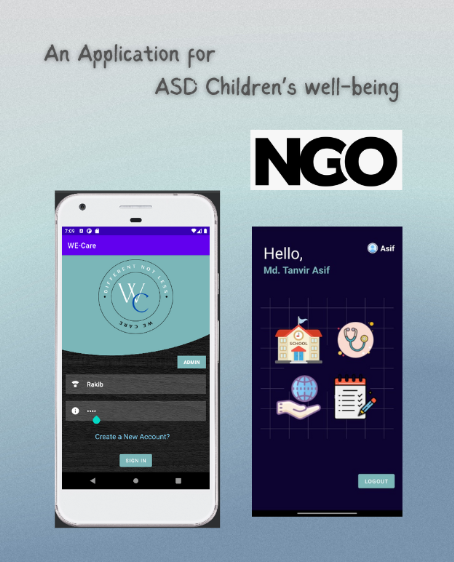 An Application for
ASD Children's well-being
NGO
7:05
WE-Care
DIFFERENT NOT LESS
WC
WE CARE
ADMIN
Rakib
••••
Create a New Account?
SIGN IN
Asif
Hello,
Md. Tanvir Asif
SCHOOL
LOGOUT